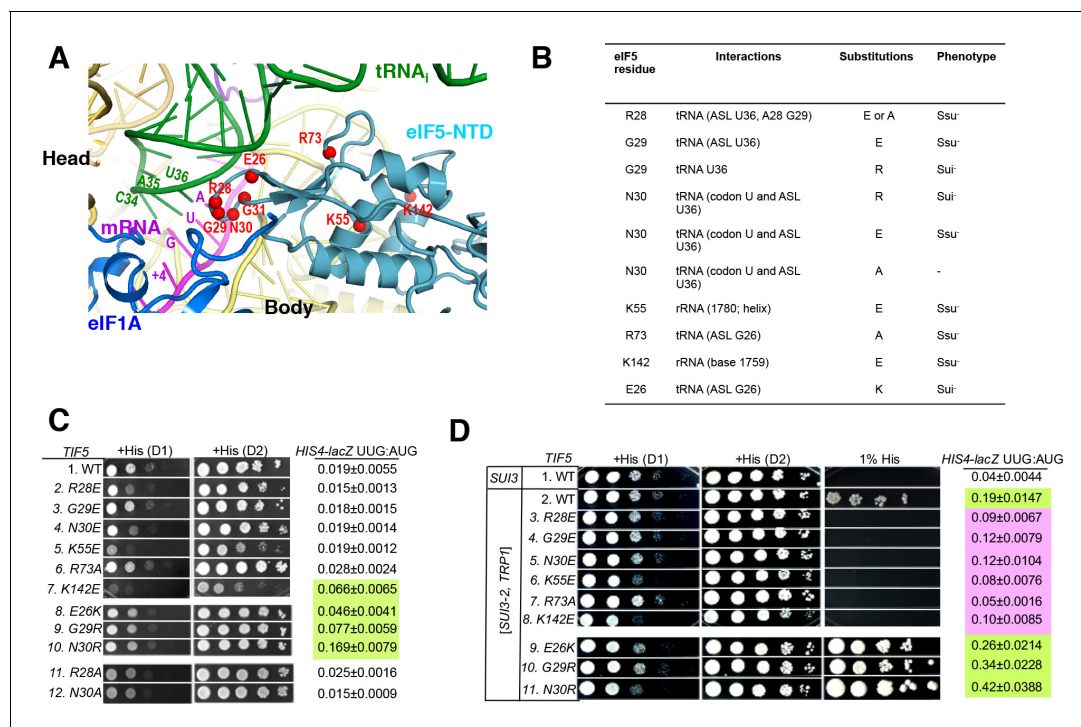 A
tRNAi
eIF5-NTD
R73
Head
E26
U36
A35
R28
C34
A
G31
K142
mRNA
U
G29 N30
K55
G
+4
Body
eIF1A
B
eIF5 residue Interactions Substitutions Phenotype
R28 tRNA (ASL U36, A28 G29) E or A Ssu-
G29 tRNA (ASL U36) E Ssu-
G29 tRNA U36 R Sui-
N30 tRNA (codon U and ASL U36) R Sui-
N30 tRNA (codon U and ASL U36) E Ssu-
N30 tRNA (codon U and ASL U36) A -
K55 rRNA (1780; helix) E Ssu-
R73 tRNA (ASL G26) A Ssu-
K142 rRNA (base 1759) E Ssu-
E26 tRNA (ASL G26) K Sui-
C
TIF5 +His (D1) +His (D2) HIS4-lacZ UUG:AUG
1. WT 0.019±0.0055
2. R28E 0.015±0.0013
3. G29E 0.018±0.0015
4. N30E 0.019±0.0014
5. K55E 0.019±0.0012
6. R73A 0.028±0.0024
7. K142E 0.066±0.0065
8. E26K 0.046±0.0041
9. G29R 0.077±0.0059
10. N30R 0.169±0.0079
11. R28A 0.025±0.0016
12. N30A 0.015±0.0009
D
TIF5 +His (D1) +His (D2) 1% His HIS4-lacZ UUG:AUG
SUI3 1. WT 0.04±0.0044
[SUI3-2, TRP1]
2. WT 0.19±0.0147
3. R28E 0.09±0.0067
4. G29E 0.12±0.0079
5. N30E 0.12±0.0104
6. K55E 0.08±0.0076
7. R73A 0.05±0.0016
8. K142E 0.10±0.0085
9. E26K 0.26±0.0214
10. G29R 0.34±0.0228
11. N30R 0.42±0.0388